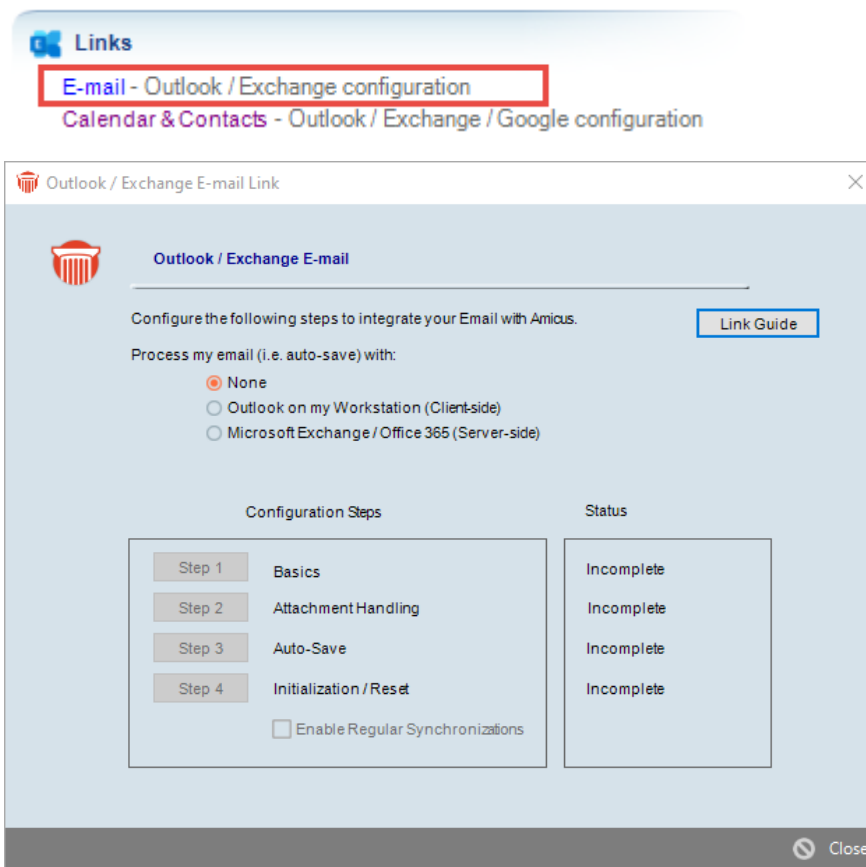 Links
E-mail - Outlook / Exchange configuration
Calendar & Contacts - Outlook / Exchange / Google configuration
Outlook / Exchange E-mail Link
Outlook / Exchange E-mail
Configure the following steps to integrate your Email with Amicus.
Link Guide
Process my email (i.e. auto-save) with:
None
Outlook on my Workstation (Client-side)
Microsoft Exchange / Office 365 (Server-side)
Configuration Steps Status
Step 1 Basics Incomplete
Step 2 Attachment Handling Incomplete
Step 3 Auto-Save Incomplete
Step 4 Initialization / Reset Incomplete
Enable Regular Synchronizations
Close